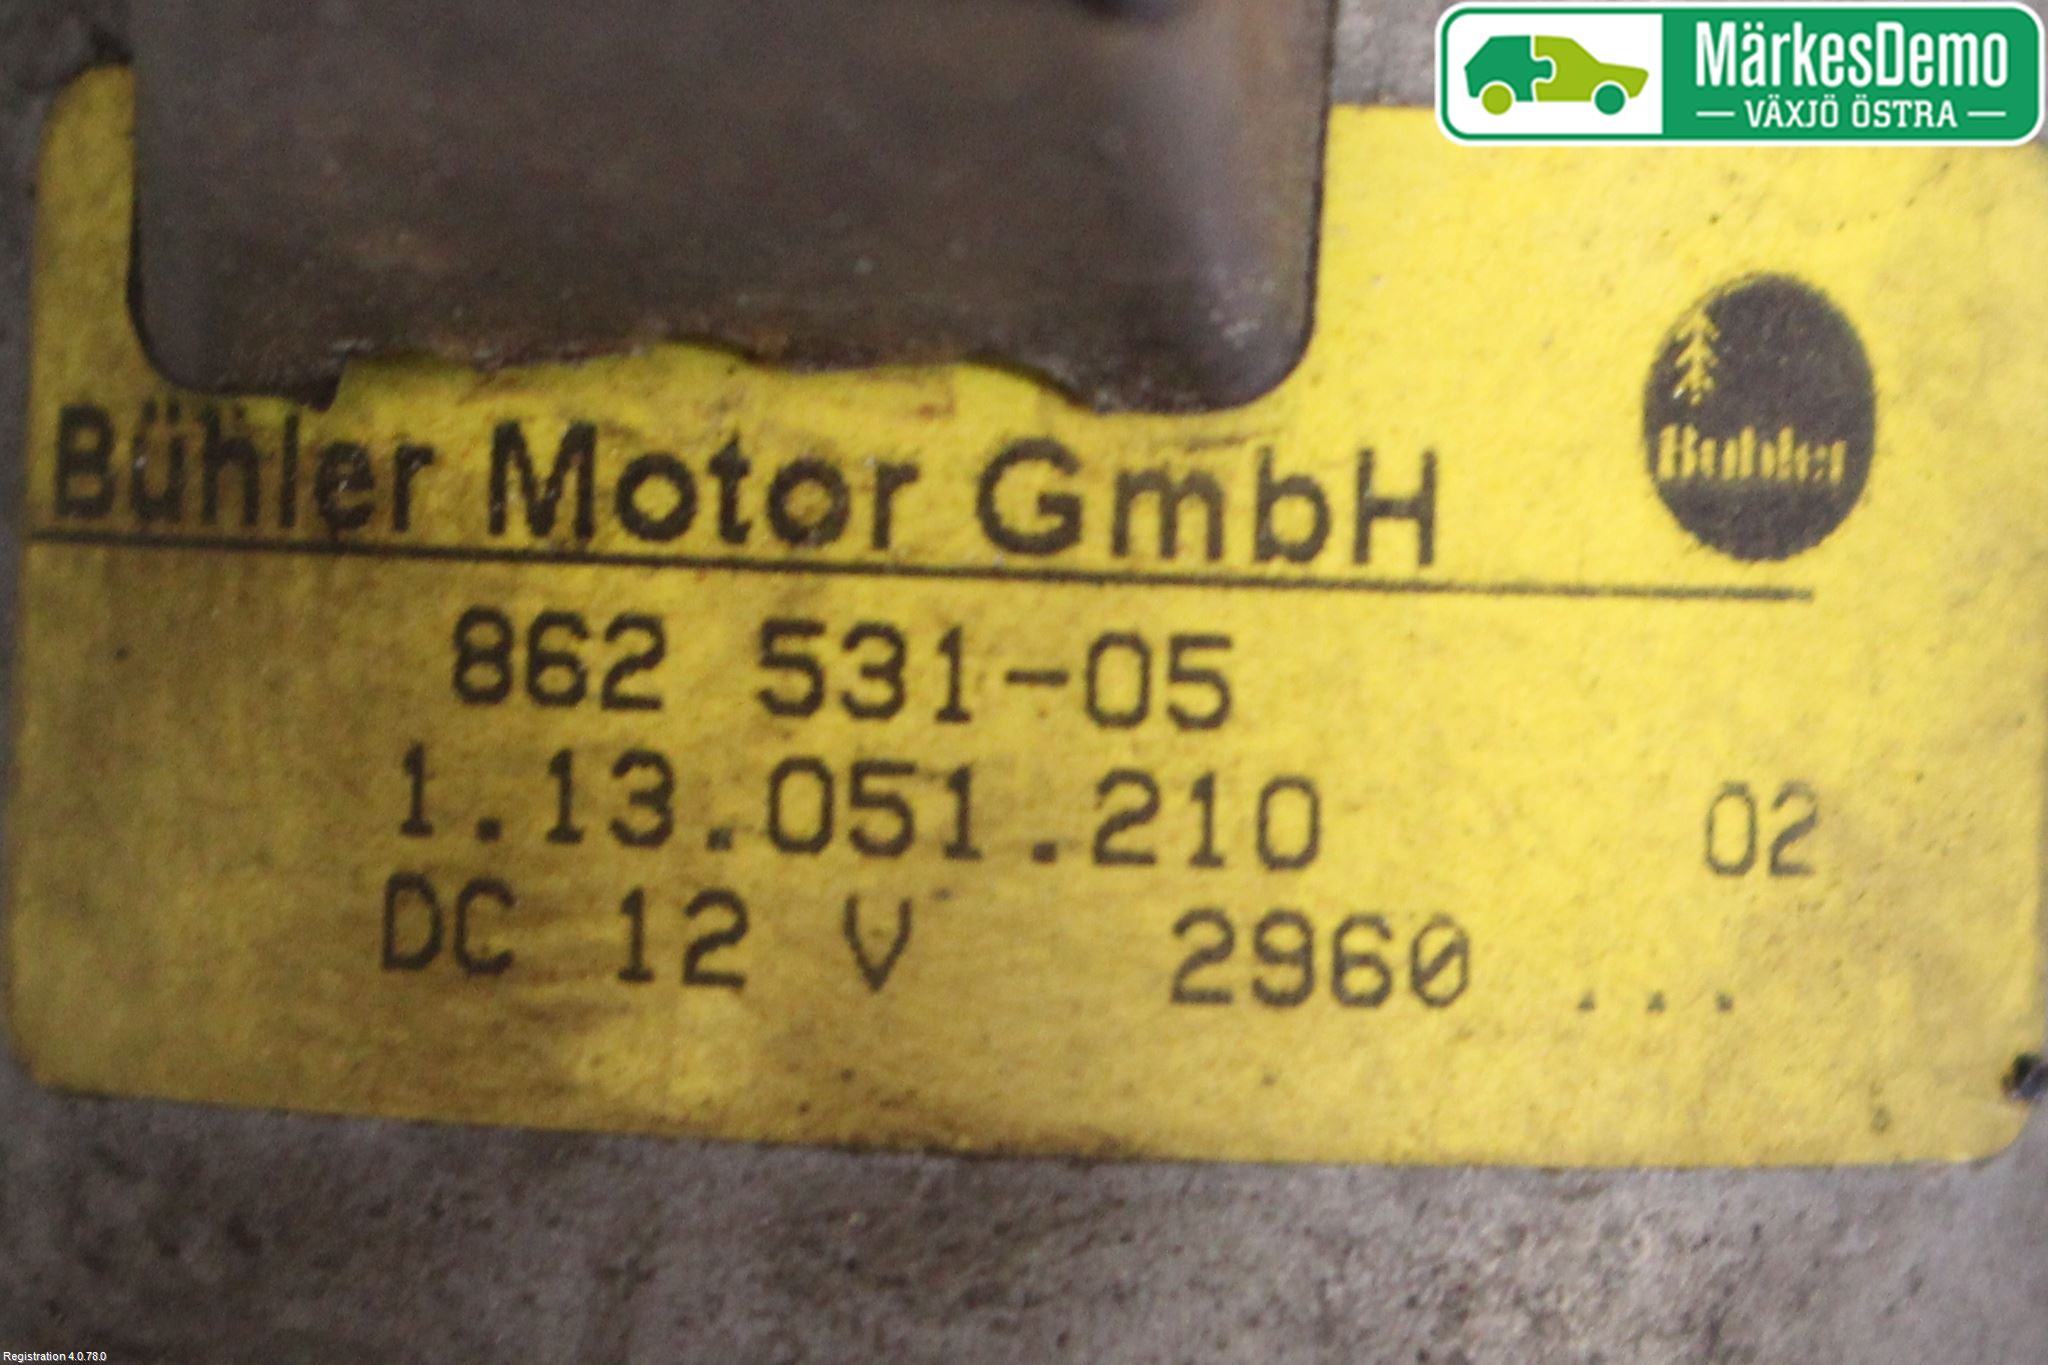 MärkesDemo
VÄXJÖ ÖSTRA
Bühler Motor GmbH
Buhler
862 531-05
1.13.051.210 02
DC 12 V 2960 ...
Registration 4.0.78.0